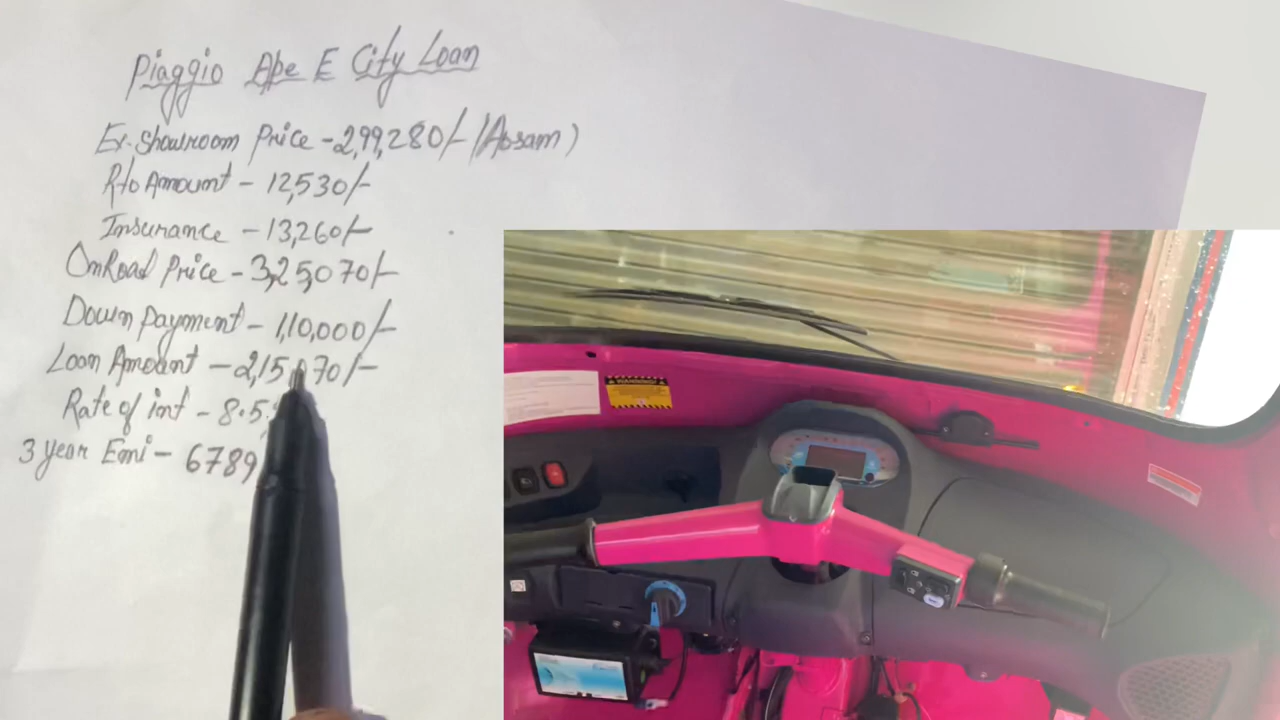 Piaggio Ape E City Loan
Ex. Showroom Price - 2,99,280/- (Assam)
Rto Amount - 12,530/-
Insurance - 13,260/-
OnRoad Price - 3,25,070/-
Down payment - 1,10,000/-
Loan Amount - 2,15,070/-
Rate of int - 8.5
3 year Emi - 6789